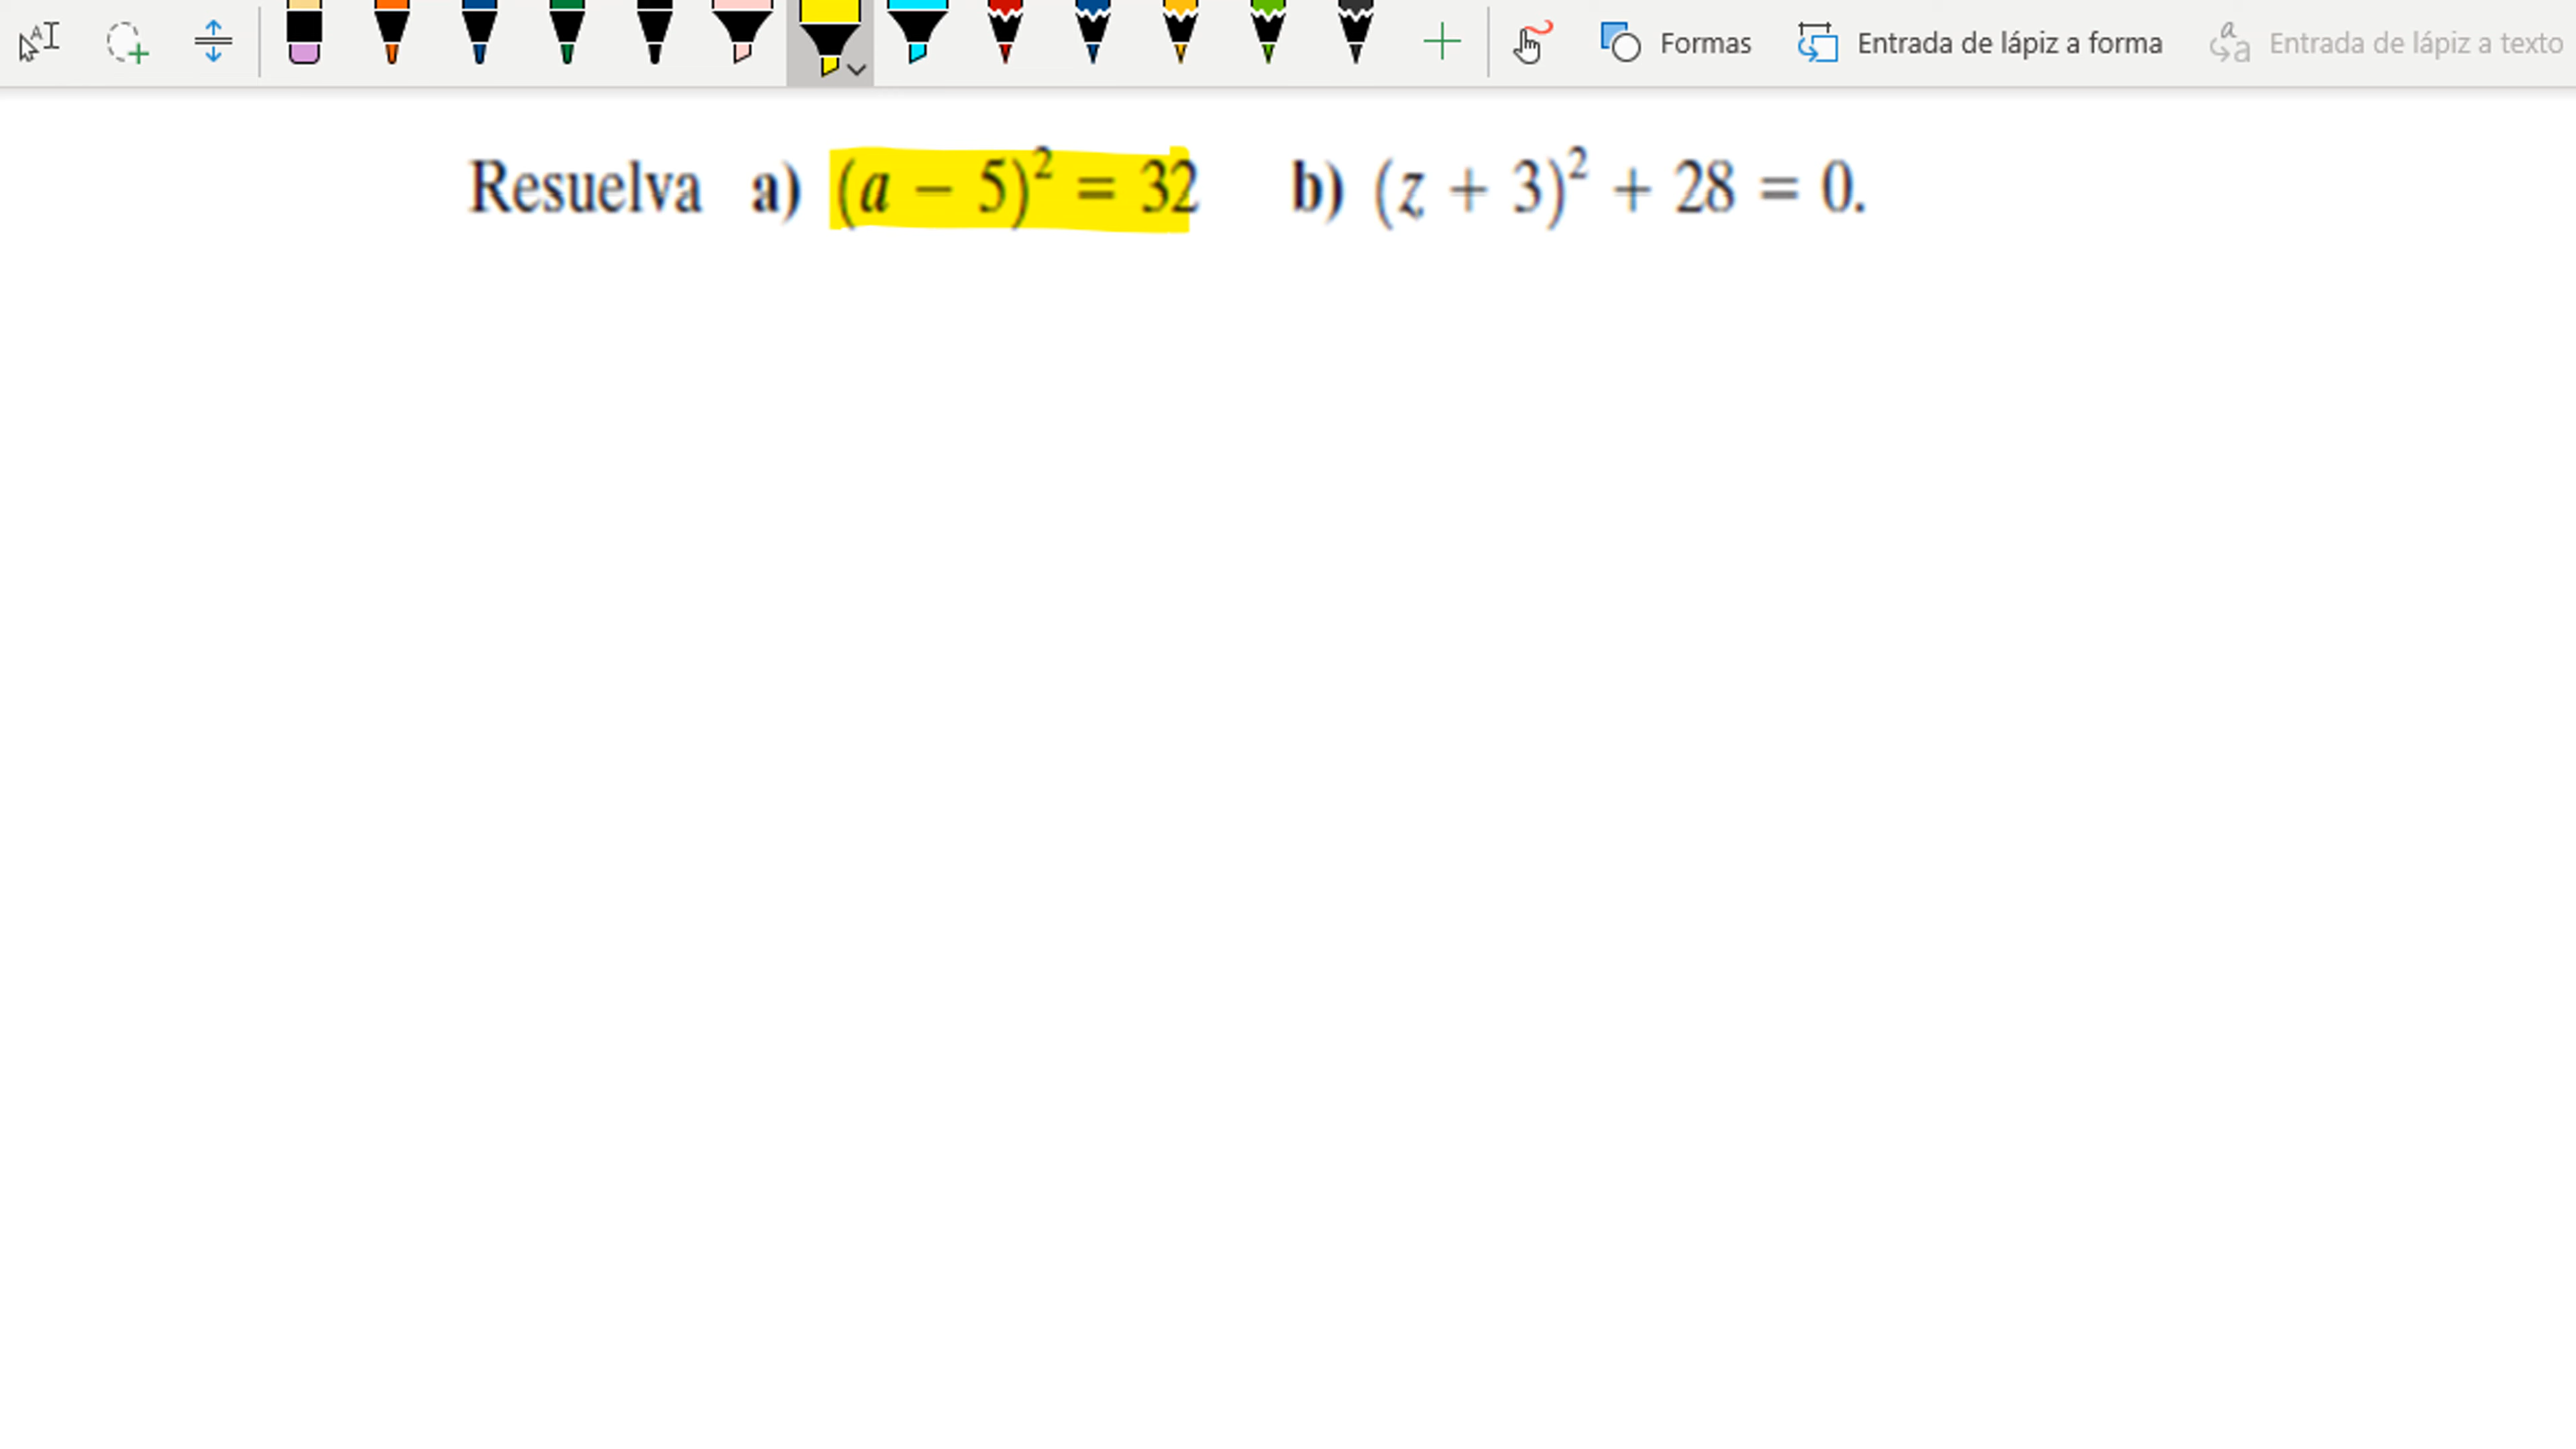 Formas Entrada de lápiz a forma Entrada de lápiz a texto
Resuelva a) (a − 5)² = 32 b) (z + 3)² + 28 = 0.